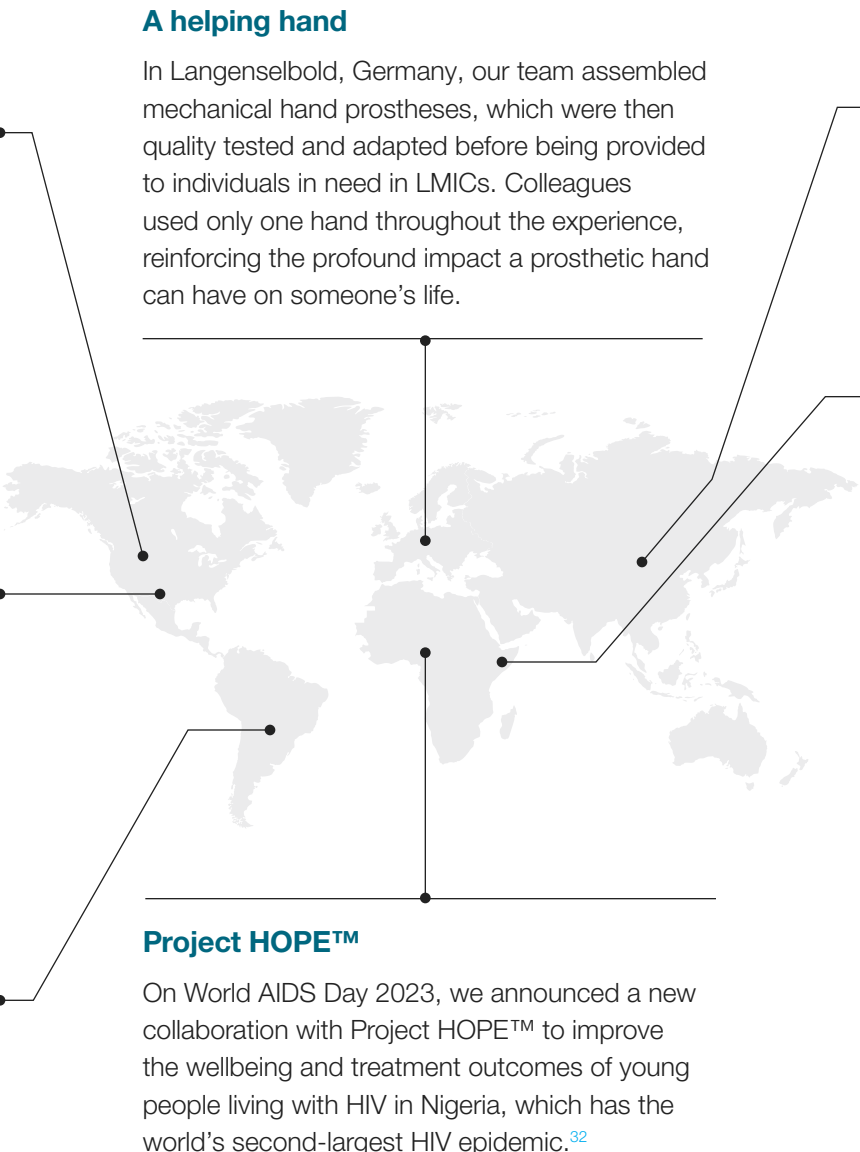 A helping hand
In Langenselbold, Germany, our team assembled
mechanical hand prostheses, which were then
quality tested and adapted before being provided
to individuals in need in LMICs. Colleagues
used only one hand throughout the experience,
reinforcing the profound impact a prosthetic hand
can have on someone’s life.
Project HOPE™
On World AIDS Day 2023, we announced a new
collaboration with Project HOPE™ to improve
the wellbeing and treatment outcomes of young
people living with HIV in Nigeria, which has the
world’s second-largest HIV epidemic.32